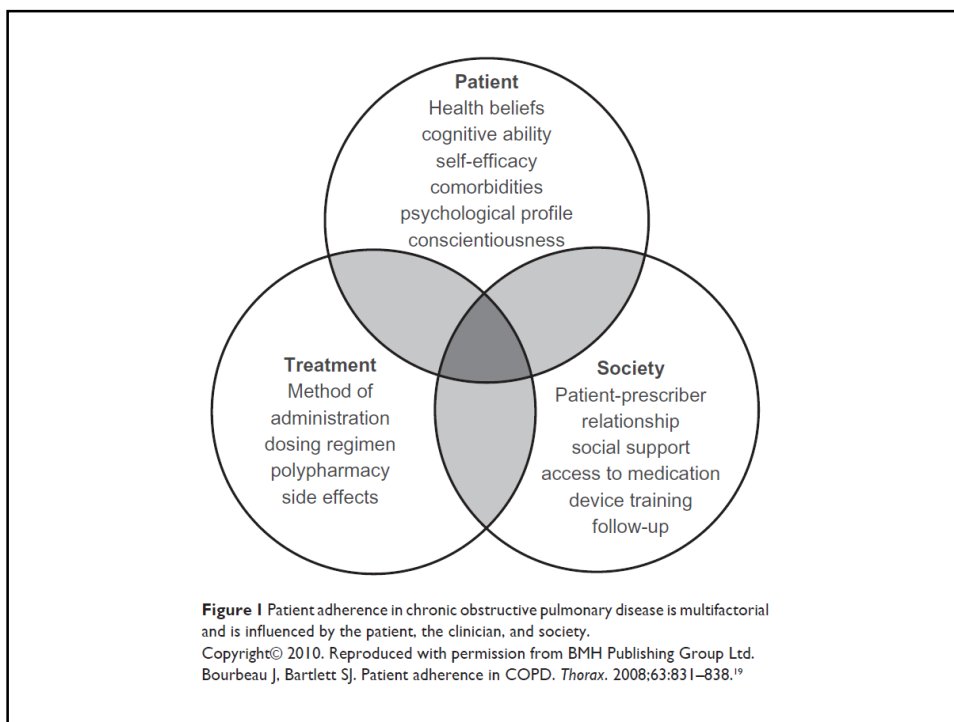 Patient
Health beliefs
cognitive ability
self-efficacy
comorbidities
psychological profile
conscientiousness
Treatment
Method of
administration
dosing regimen
polypharmacy
side effects
Society
Patient-prescriber
relationship
social support
access to medication
device training
follow-up
Figure 1 Patient adherence in chronic obstructive pulmonary disease is multifactorial
and is influenced by the patient, the clinician, and society.
Copyright© 2010. Reproduced with permission from BMH Publishing Group Ltd.
Bourbeau J, Bartlett SJ. Patient adherence in COPD. Thorax. 2008;63:831–838.¹⁹